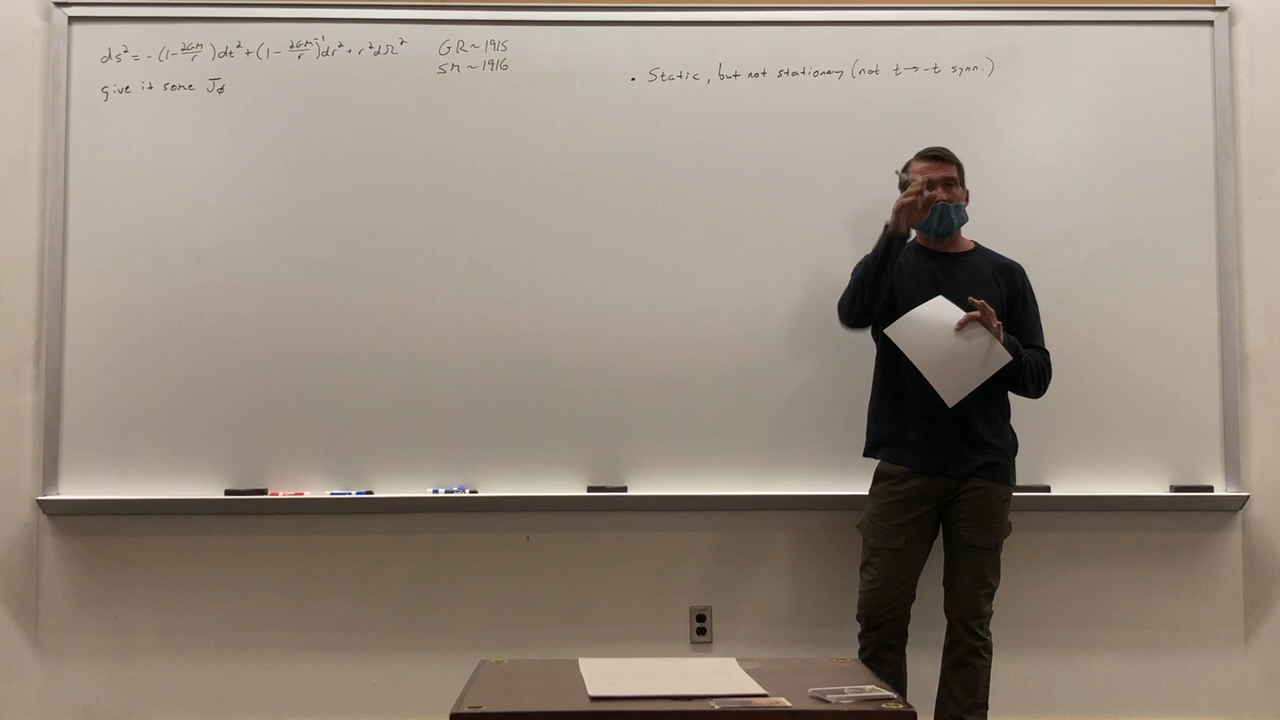 ds² = -(1-2GM/r)dt² + (1-2GM/r)⁻¹dr² + r²dΩ²
give it some J_φ
GR ~ 1915
SM ~ 1916
• Static, but not stationary (not t→-t symm.)